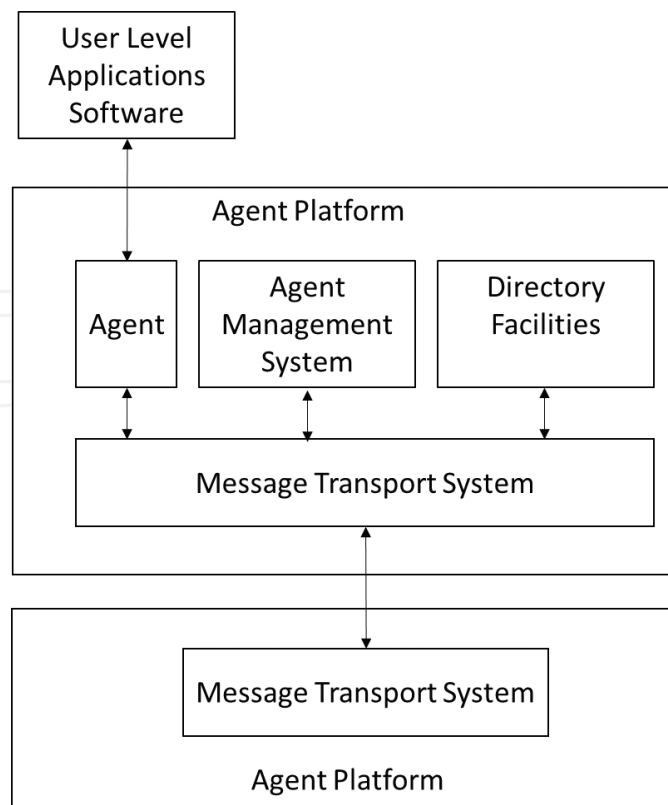 User Level
Applications
Software
Agent Platform
Agent
Agent
Management
System
Directory
Facilities
Message Transport System
Message Transport System
Agent Platform